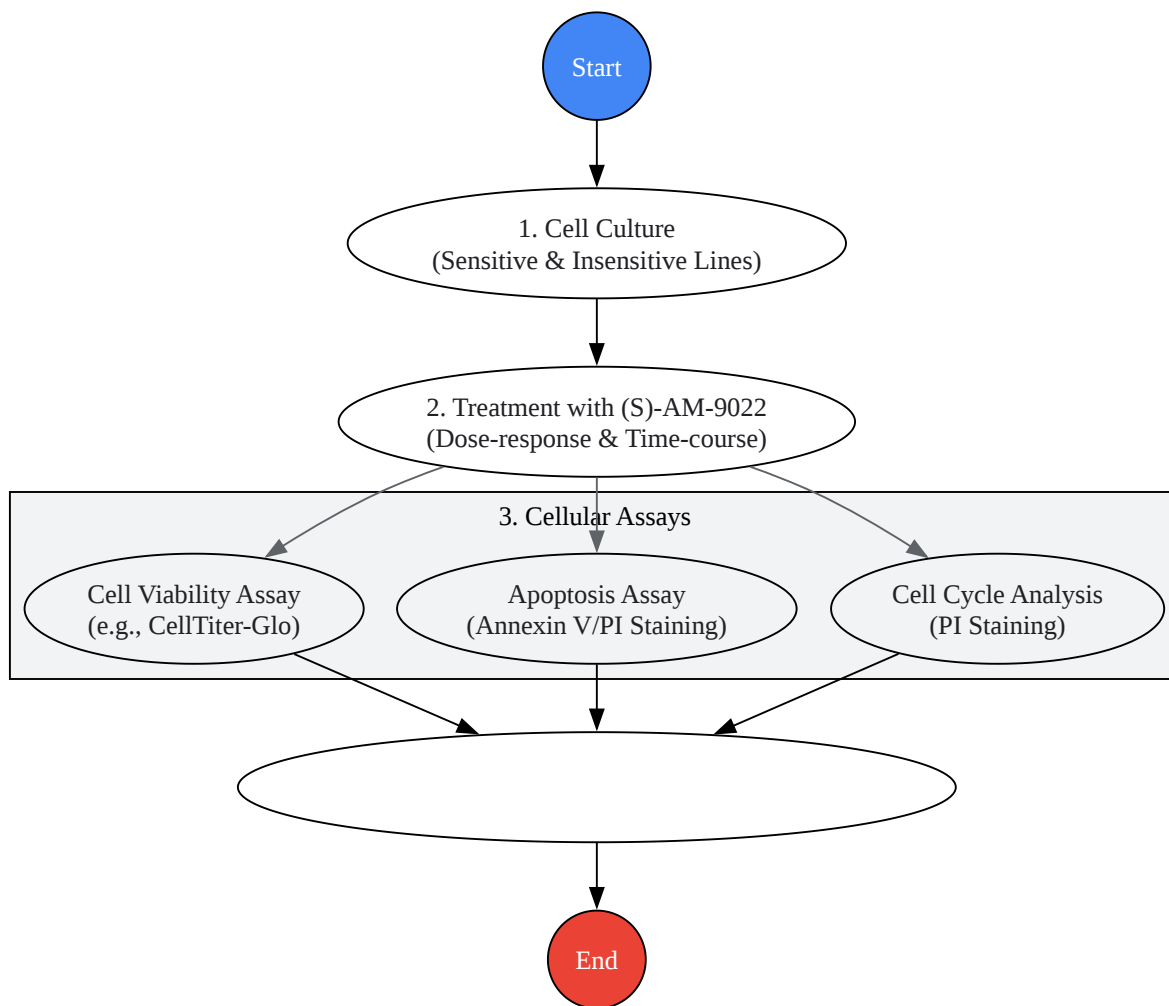 Start
1. Cell Culture
(Sensitive & Insensitive Lines)
2. Treatment with (S)-AM-9022
(Dose-response & Time-course)
3. Cellular Assays
Cell Viability Assay
(e.g., CellTiter-Glo)
Apoptosis Assay
(Annexin V/PI Staining)
Cell Cycle Analysis
(PI Staining)
End